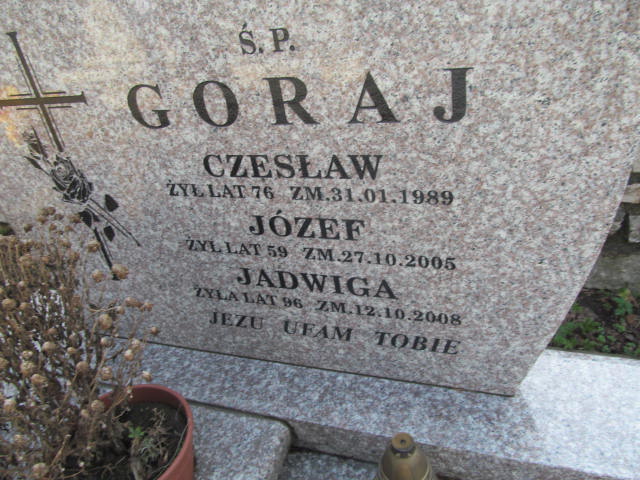 Ś.P.
GORAJ
CZESŁAW
ŻYŁ LAT 76 ZM.31.01.1989
JÓZEF
ŻYŁ LAT 59 ZM.27.10.2005
JADWIGA
ŻYŁA LAT 96 ZM.12.10.2008
JEZU UFAM TOBIE